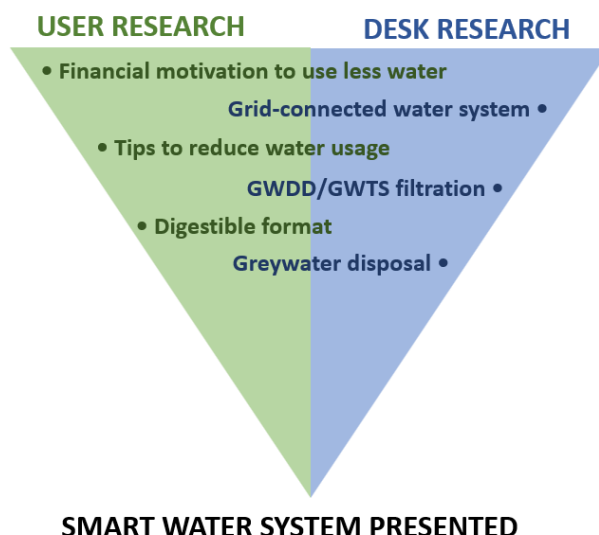 USER RESEARCH
DESK RESEARCH
• Financial motivation to use less water
Grid-connected water system •
• Tips to reduce water usage
GWDD/GWTS filtration •
• Digestible format
Greywater disposal •
SMART WATER SYSTEM PRESENTED